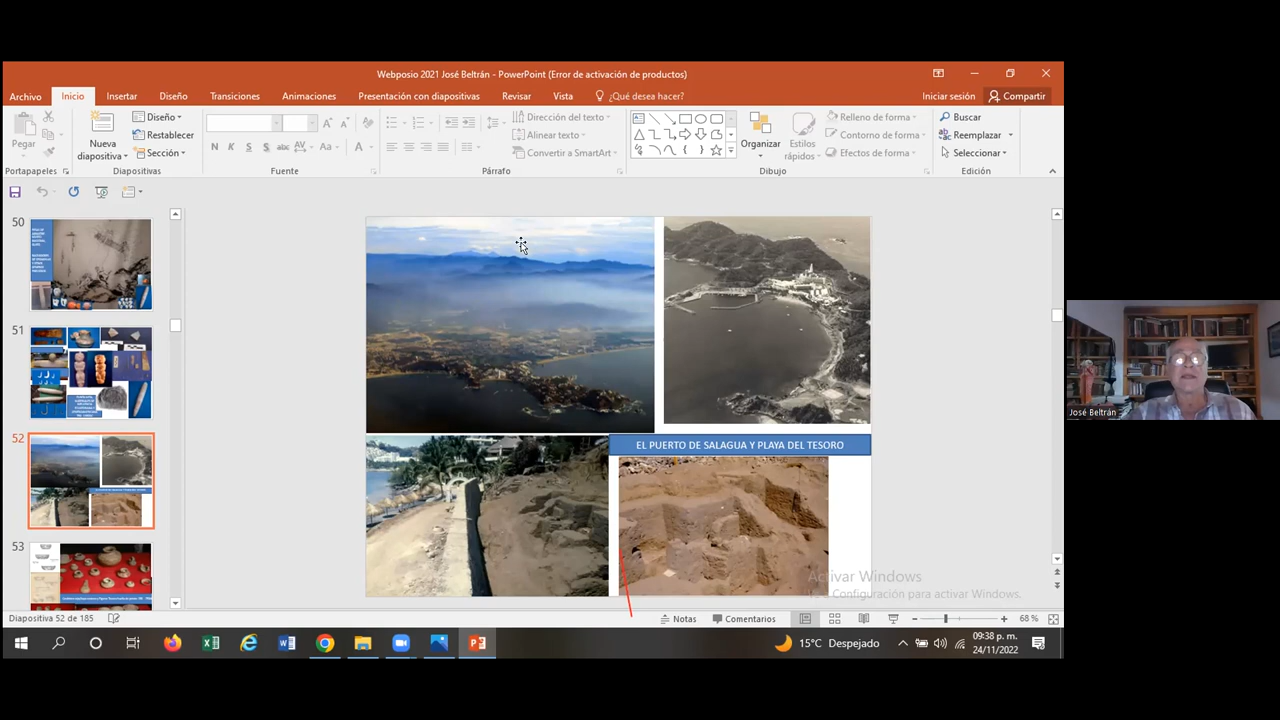 Webposio 2021 José Beltrán - PowerPoint (Error de activación de productos)
Archivo Inicio Insertar Diseño Transiciones Animaciones Presentación con diapositivas Revisar Vista ¿Qué desea hacer? Iniciar sesión Compartir
Pegar
Portapapeles
Nueva diapositiva
Diseño
Restablecer
Sección
Diapositivas
N K S S abc AV Aa A
Fuente
Dirección del texto
Alinear texto
Convertir a SmartArt
Párrafo
Organizar
Estilos rápidos
Relleno de forma
Contorno de forma
Efectos de forma
Dibujo
Buscar
Reemplazar
Seleccionar
Edición
50
51
52
53
EL PUERTO DE SALAGUA Y PLAYA DEL TESORO
Activar Windows
Configuración para activar Windows.
José Beltrán
Diapositiva 52 de 185
Notas Comentarios 68 %
15°C Despejado
09:38 p. m.
24/11/2022